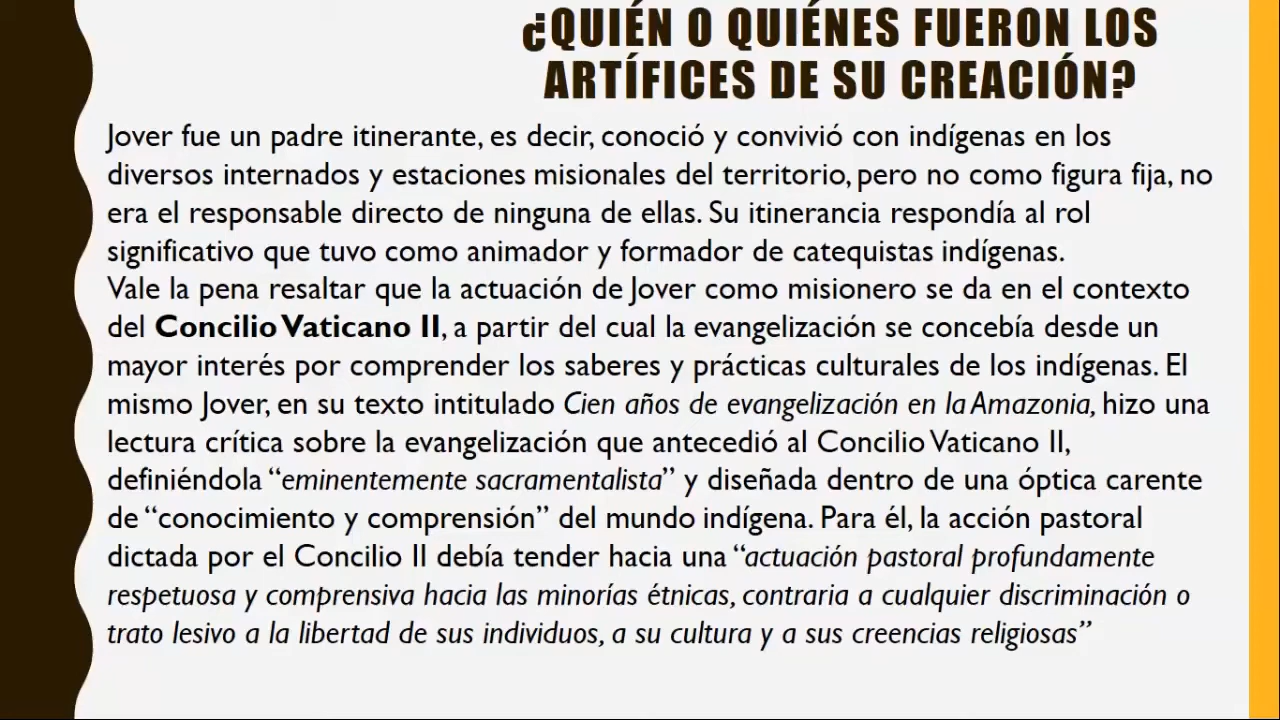 ¿QUIÉN O QUIÉNES FUERON LOS
ARTÍFICES DE SU CREACIÓN?
Jover fue un padre itinerante, es decir, conoció y convivió con indígenas en los
diversos internados y estaciones misionales del territorio, pero no como figura fija, no
era el responsable directo de ninguna de ellas. Su itinerancia respondía al rol
significativo que tuvo como animador y formador de catequistas indígenas.
Vale la pena resaltar que la actuación de Jover como misionero se da en el contexto
del Concilio Vaticano II, a partir del cual la evangelización se concebía desde un
mayor interés por comprender los saberes y prácticas culturales de los indígenas. El
mismo Jover, en su texto intitulado Cien años de evangelización en la Amazonia, hizo una
lectura crítica sobre la evangelización que antecedió al Concilio Vaticano II,
definiéndola “eminentemente sacramentalista” y diseñada dentro de una óptica carente
de “conocimiento y comprensión” del mundo indígena. Para él, la acción pastoral
dictada por el Concilio II debía tender hacia una “actuación pastoral profundamente
respetuosa y comprensiva hacia las minorías étnicas, contraria a cualquier discriminación o
trato lesivo a la libertad de sus individuos, a su cultura y a sus creencias religiosas”